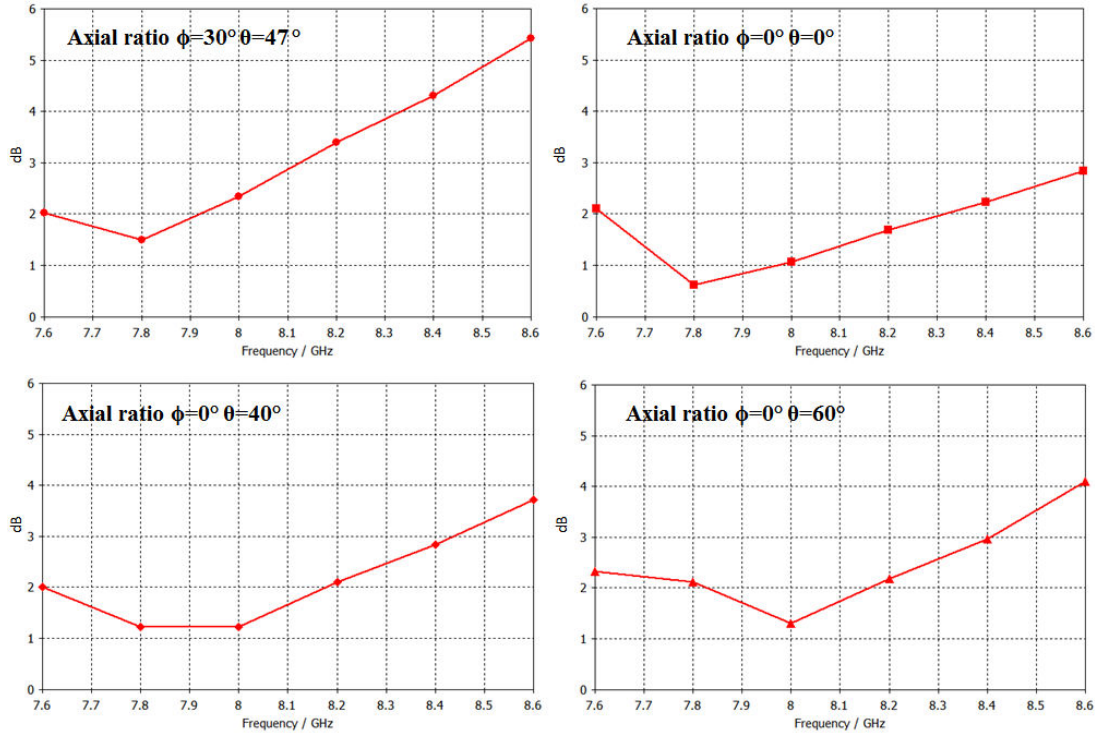 Axial ratio ϕ=30° θ=47°
6
5
4
3
2
1
0
dB
7.6 7.7 7.8 7.9 8 8.1 8.2 8.3 8.4 8.5 8.6
Frequency / GHz
Axial ratio ϕ=0° θ=0°
6
5
4
3
2
1
0
dB
7.6 7.7 7.8 7.9 8 8.1 8.2 8.3 8.4 8.5 8.6
Frequency / GHz
Axial ratio ϕ=0° θ=40°
6
5
4
3
2
1
0
dB
7.6 7.7 7.8 7.9 8 8.1 8.2 8.3 8.4 8.5 8.6
Frequency / GHz
Axial ratio ϕ=0° θ=60°
6
5
4
3
2
1
0
dB
7.6 7.7 7.8 7.9 8 8.1 8.2 8.3 8.4 8.5 8.6
Frequency / GHz